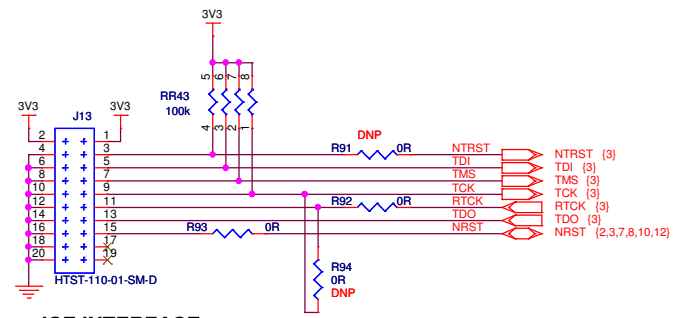 3V3
5 6 7 8
RR43
100k
4 3 2 1
3V3 J13 3V3
2 1
4 3
6 5
8 7
10 9
12 11
14 13
16 15
18 17
20 19
HTST-110-01-SM-D
DNP
R91 0R
R92 0R
R93 0R
R94
0R
DNP
NTRST NTRST {3}
TDI TDI {3}
TMS TMS {3}
TCK TCK {3}
RTCK RTCK {3}
TDO TDO {3}
NRST NRST {2,3,7,8,10,12}